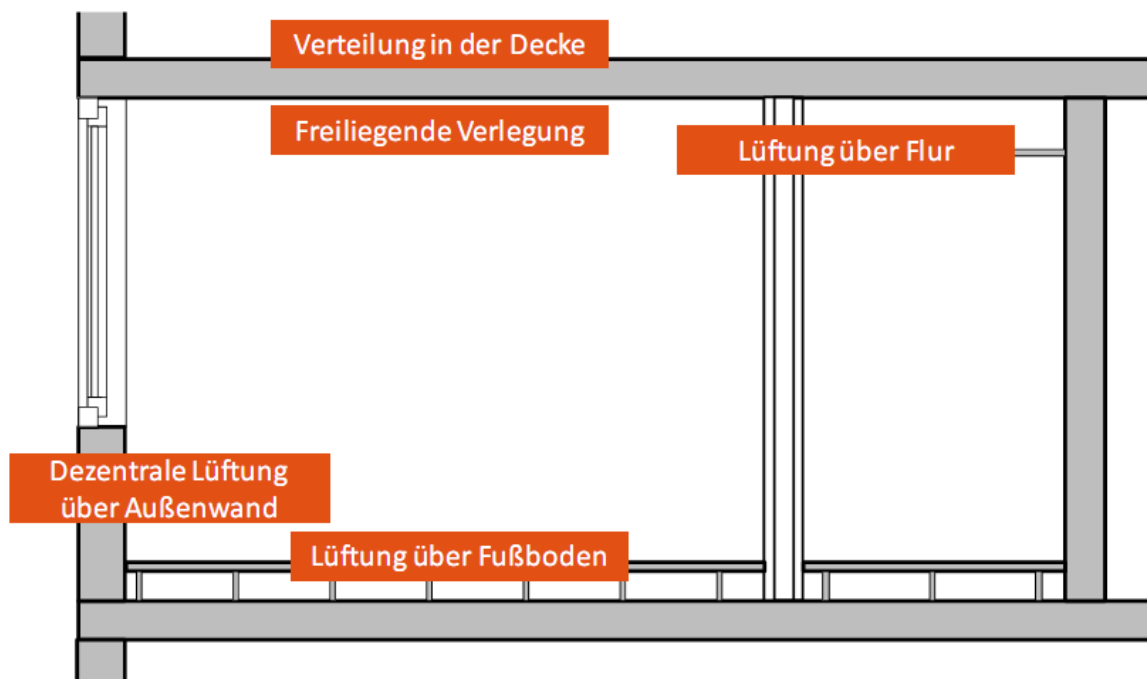 Verteilung in der Decke
Freiliegende Verlegung
Lüftung über Flur
Dezentrale Lüftung
über Außenwand
Lüftung über Fußboden